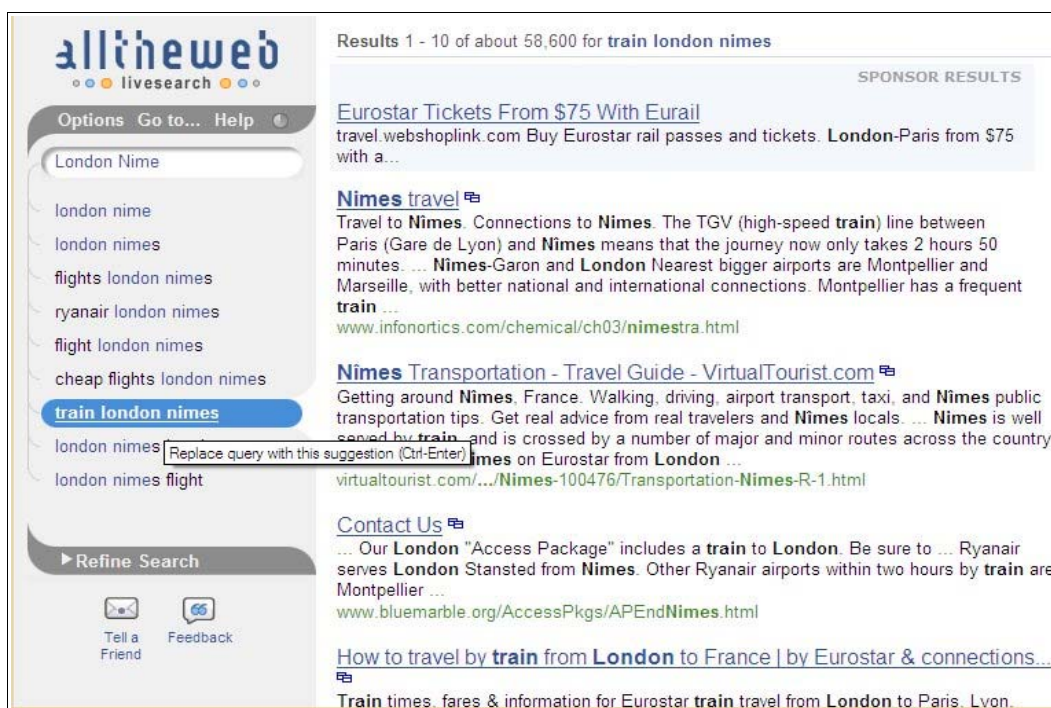 alltheweb
livesearch
Options Go to... Help
London Nime
london nime
london nimes
flights london nimes
ryanair london nimes
flight london nimes
cheap flights london nimes
train london nimes
london nimes
Replace query with this suggestion (Ctrl-Enter)
london nimes flight
Refine Search
Tell a
Friend
Feedback
Results 1 - 10 of about 58,600 for train london nimes
SPONSOR RESULTS
Eurostar Tickets From $75 With Eurail
travel.webshoplink.com Buy Eurostar rail passes and tickets. London-Paris from $75
with a...
Nimes travel
Travel to Nîmes. Connections to Nimes. The TGV (high-speed train) line between
Paris (Gare de Lyon) and Nîmes means that the journey now only takes 2 hours 50
minutes. ... Nîmes-Garon and London Nearest bigger airports are Montpellier and
Marseille, with better national and international connections. Montpellier has a frequent
train ...
www.infonortics.com/chemical/ch03/nimestra.html
Nîmes Transportation - Travel Guide - VirtualTourist.com
Getting around Nîmes, France. Walking, driving, airport transport, taxi, and Nîmes public
transportation tips. Get real advice from real travelers and Nîmes locals. ... Nimes is well
served by train, and is crossed by a number of major and minor routes across the country
imes on Eurostar from London ...
virtualtourist.com/.../Nimes-100476/Transportation-Nimes-R-1.html
Contact Us
... Our London "Access Package" includes a train to London. Be sure to ... Ryanair
serves London Stansted from Nimes. Other Ryanair airports within two hours by train are
Montpellier ...
www.bluemarble.org/AccessPkgs/APEndNimes.html
How to travel by train from London to France | by Eurostar & connections...
Train times, fares & information for Eurostar train travel from London to Paris, Lyon,